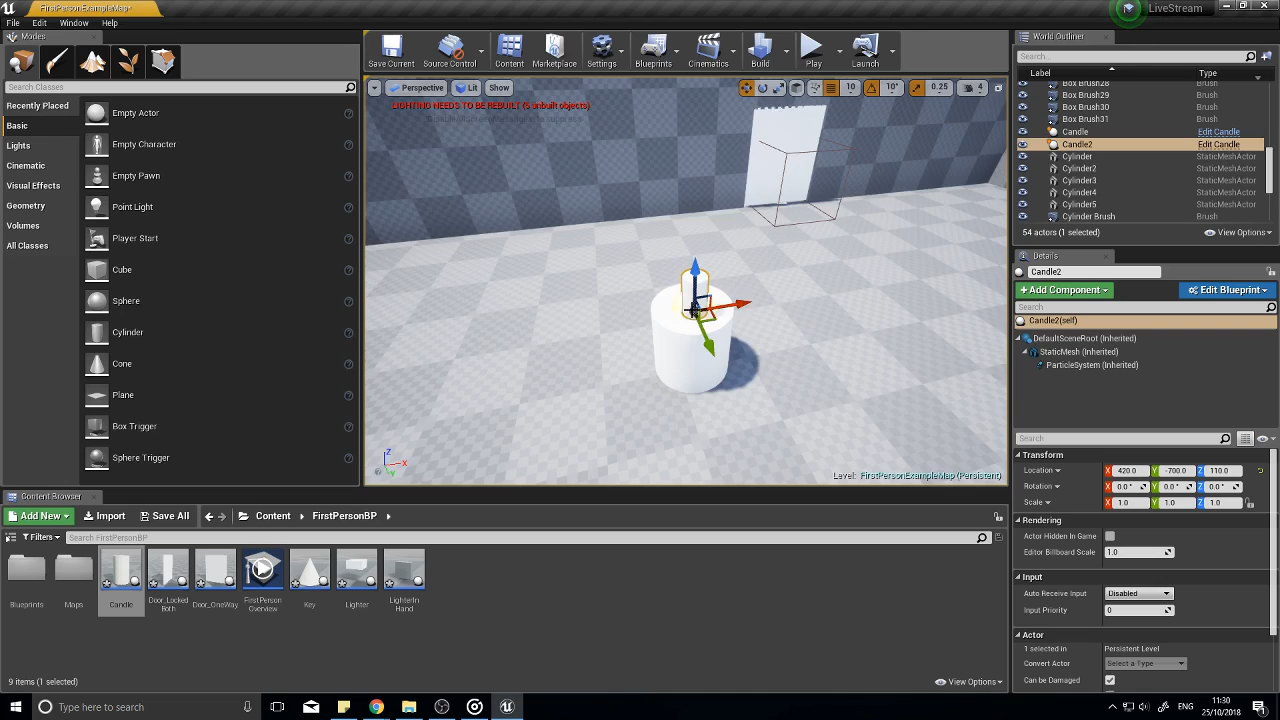 FirstPersonExampleMap*
LiveStream
File Edit Window Help
Modes
Search Classes
Recently Placed
Basic
Lights
Cinematic
Visual Effects
Geometry
Volumes
All Classes
Empty Actor
Empty Character
Empty Pawn
Point Light
Player Start
Cube
Sphere
Cylinder
Cone
Plane
Box Trigger
Sphere Trigger
Save Current
Source Control
Content
Marketplace
Settings
Blueprints
Cinematics
Build
Play
Launch
Perspective
Lit
Show
10
10°
0.25
4
LIGHTING NEEDS TO BE REBUILT (5 unbuilt objects)
Z
X
Y
Level: FirstPersonExampleMap (Persistent)
World Outliner
Search...
Label
Type
Box Brush28 Brush
Box Brush29 Brush
Box Brush30 Brush
Box Brush31 Brush
Candle Edit Candle
Candle2 Edit Candle
Cylinder StaticMeshActor
Cylinder2 StaticMeshActor
Cylinder3 StaticMeshActor
Cylinder4 StaticMeshActor
Cylinder5 StaticMeshActor
Cylinder Brush Brush
54 actors (1 selected)
View Options
Details
Candle2
+ Add Component
Edit Blueprint
Search
Candle2(self)
DefaultSceneRoot (Inherited)
StaticMesh (Inherited)
ParticleSystem (Inherited)
Search
Transform
Location X 420.0 Y -700.0 Z 110.0
Rotation X 0.0 ° Y 0.0 ° Z 0.0 °
Scale X 1.0 Y 1.0 Z 1.0
Rendering
Actor Hidden In Game
Editor Billboard Scale 1.0
Input
Auto Receive Input Disabled
Input Priority 0
Actor
1 selected in Persistent Level
Convert Actor Select a Type
Can be Damaged
Content Browser
Add New
Import
Save All
Content
FirstPersonBP
Filters
Search FirstPersonBP
Blueprints
Maps
Candle
Door_Locked
Both
Door_OneWay
FirstPerson
Overview
Key
Lighter
LighterIn
Hand
9 items (1 selected)
View Options
Type here to search
ENG
11:30
25/10/2018
1